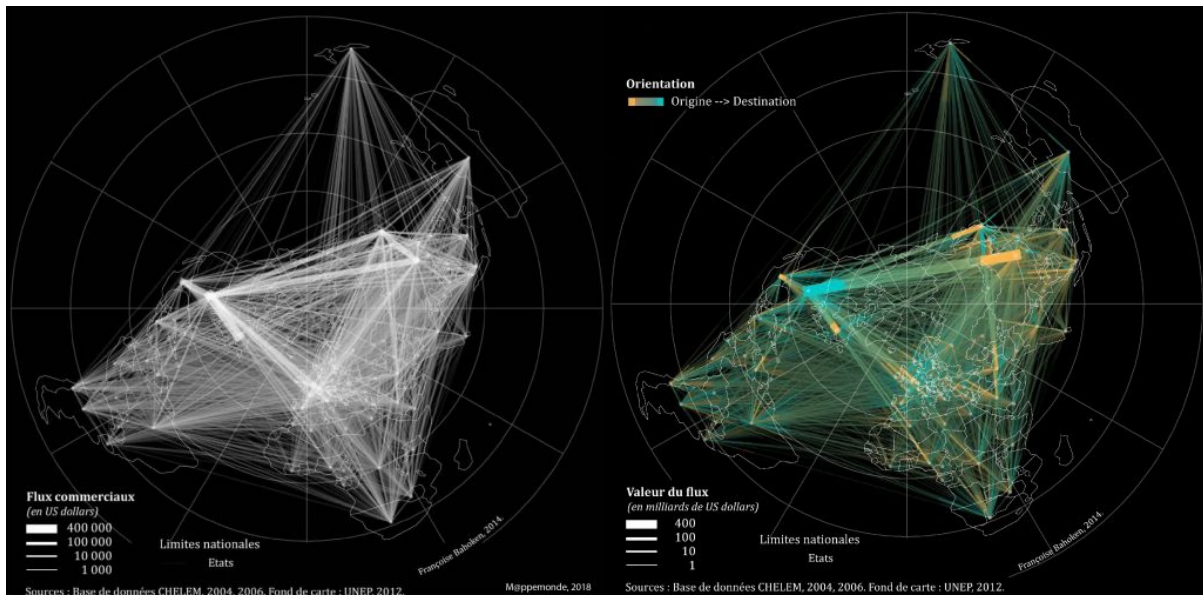 Flux commerciaux
(en US dollars)
400 000
100 000
10 000
1 000
Limites nationales
Etats
Sources : Base de données CHELEM, 2004, 2006. Fond de carte : UNEP, 2012.
M@ppemonde, 2018
Françoise Bahoken, 2014.
Orientation
Origine --> Destination
Valeur du flux
(en milliards de US dollars)
400
100
10
1
Limites nationales
Etats
Sources : Base de données CHELEM, 2004, 2006. Fond de carte : UNEP, 2012.
Françoise Bahoken, 2014.